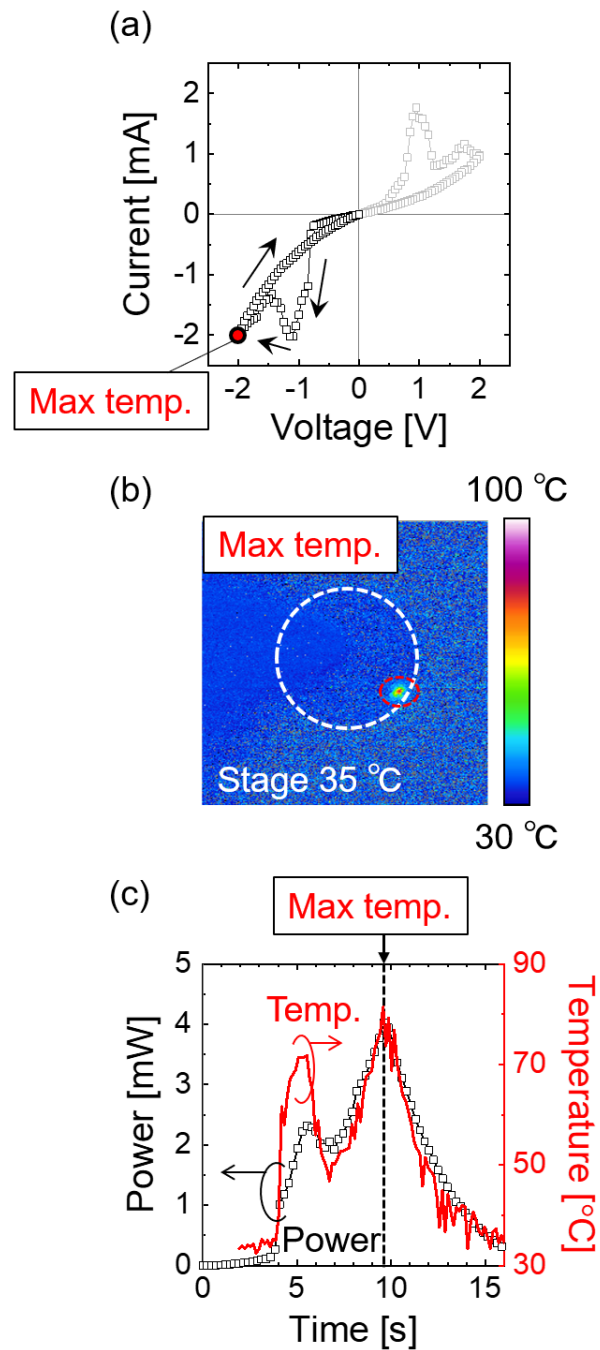 (a)
Current [mA]
2
1
0
-1
-2
-2 -1 0 1 2
Voltage [V]
Max temp.
(b)
100 ℃
Max temp.
Stage 35 ℃
30 ℃
(c)
Max temp.
Power [mW]
5
4
3
2
1
0
Temp.
Power
90
70
50
30
Temperature [°C]
0 5 10 15
Time [s]